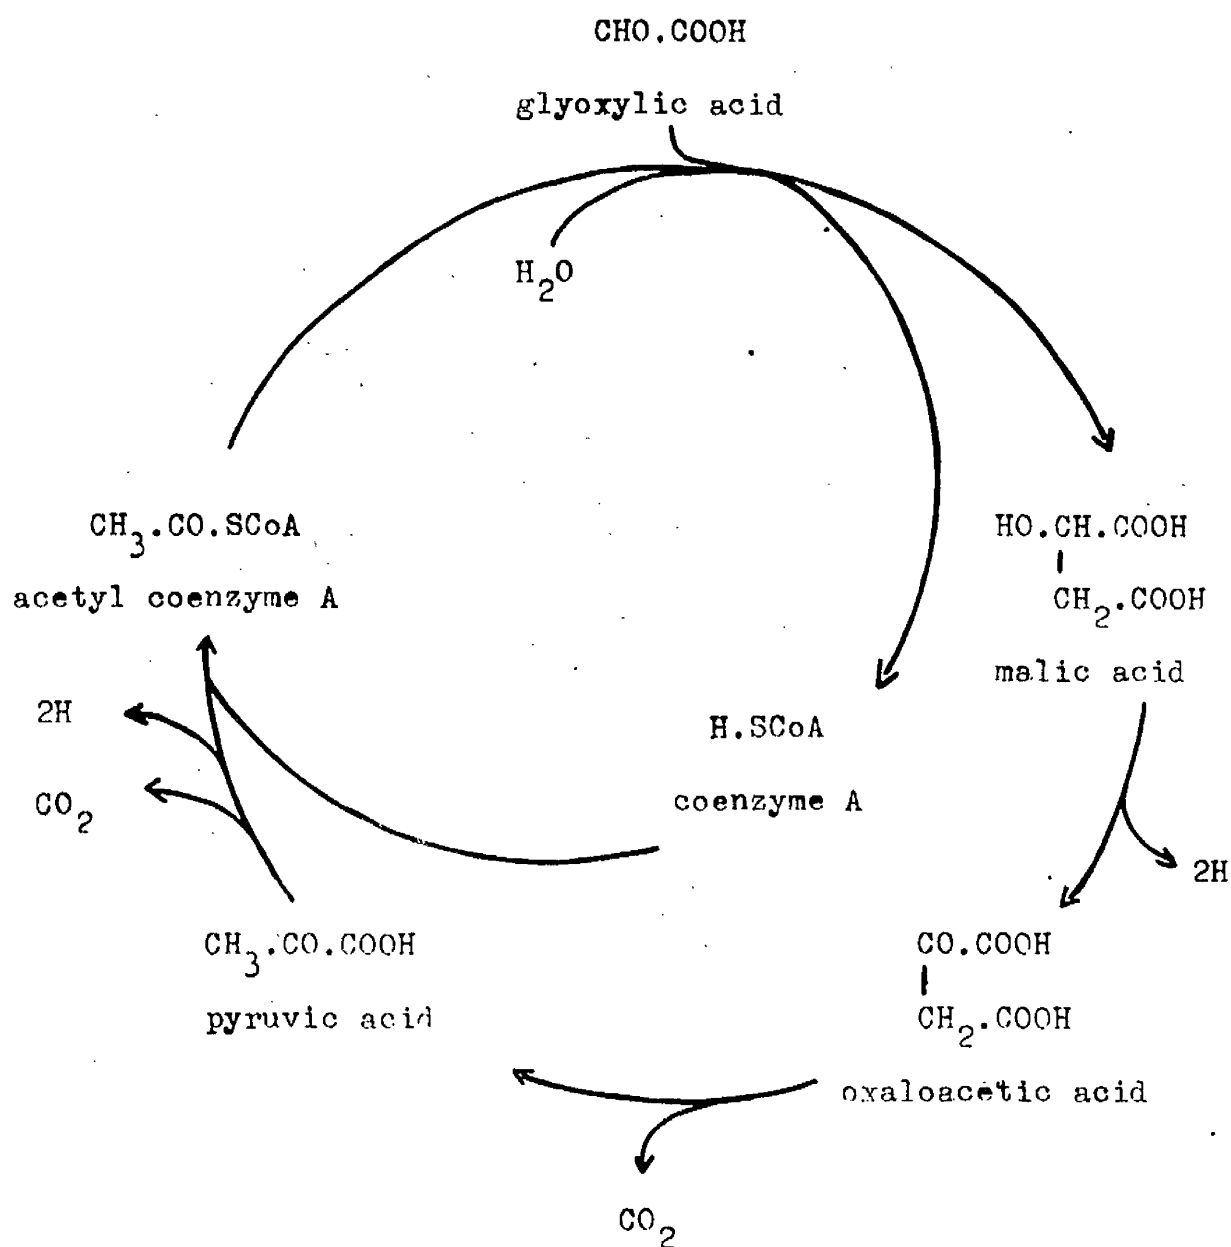 CHO.COOH
glyoxylic acid
H₂O
CH₃.CO.SCoA
acetyl coenzyme A
HO.CH.COOH
CH₂.COOH
malic acid
2H
CO₂
H.SCoA
coenzyme A
2H
CH₃.CO.COOH
pyruvic acid
CO.COOH
CH₂.COOH
oxaloacetic acid
CO₂